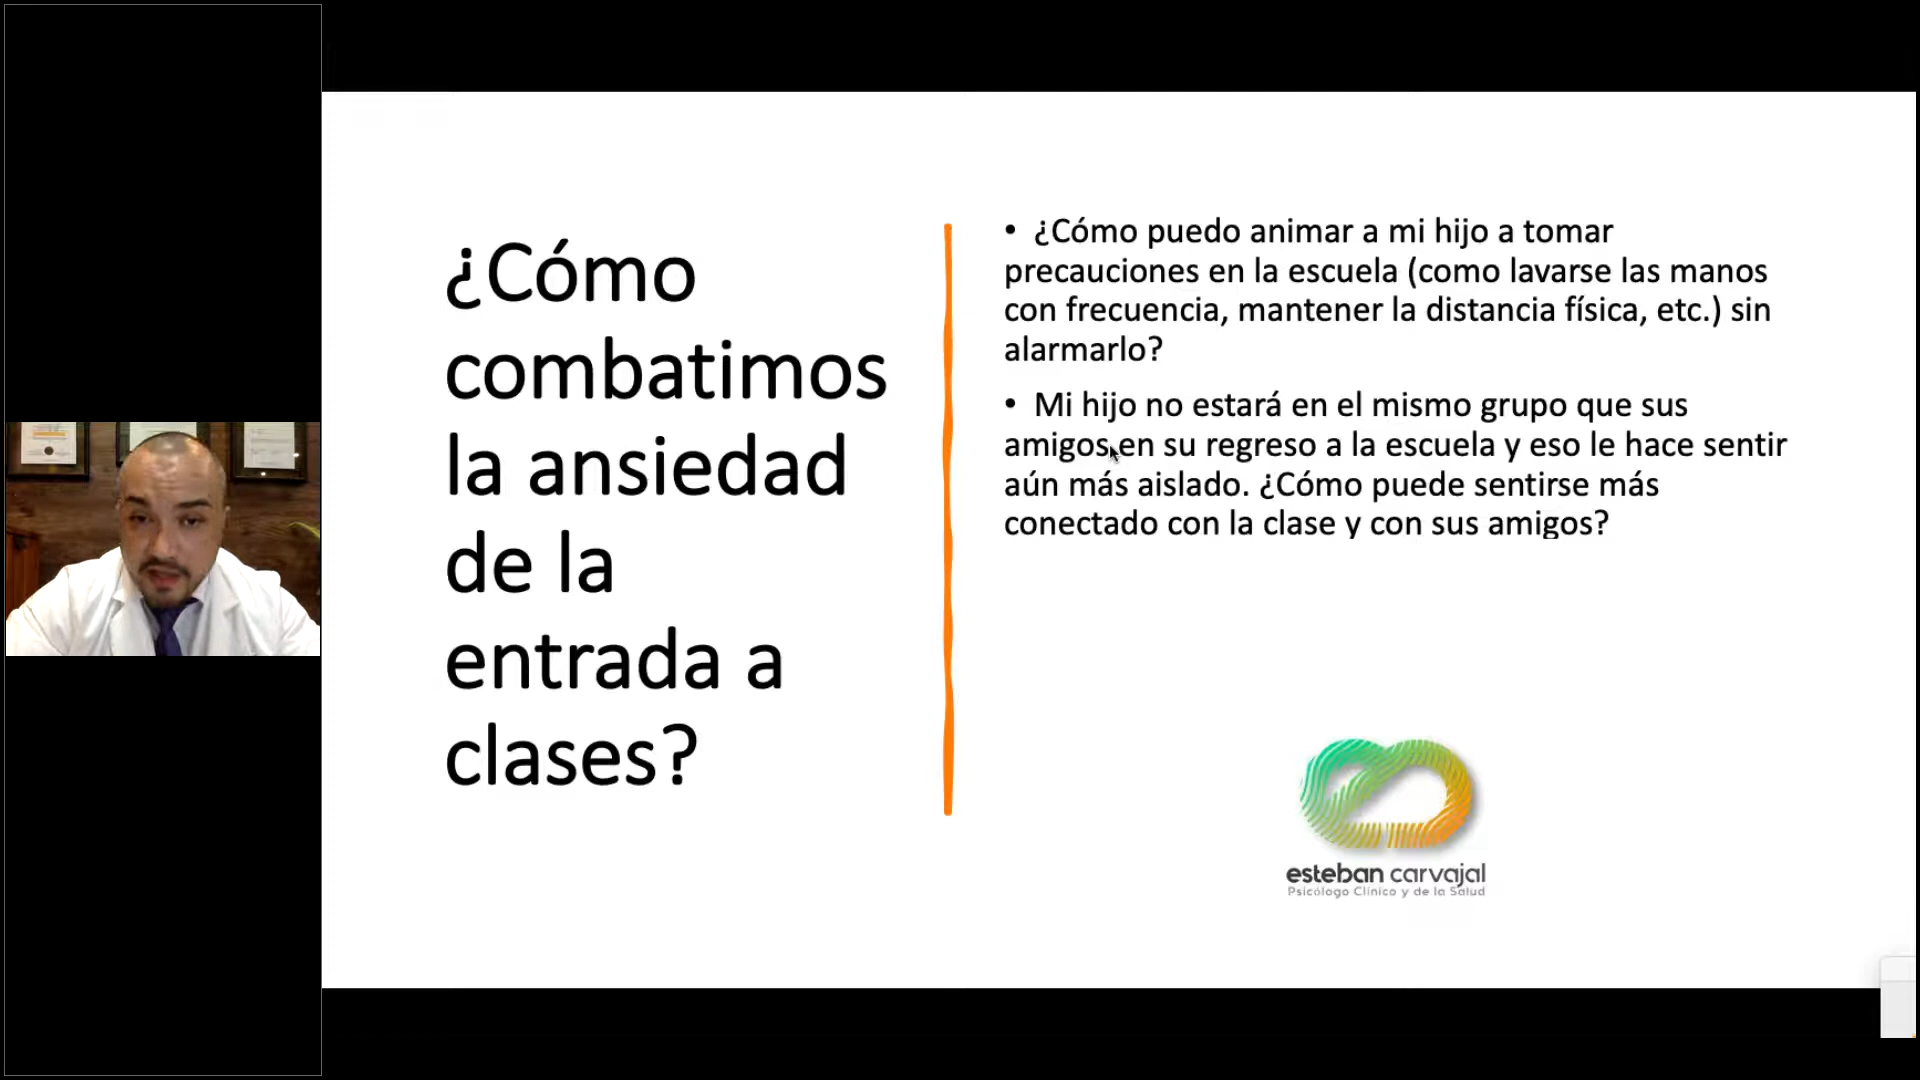 ¿Cómo
combatimos
la ansiedad
de la
entrada a
clases?
• ¿Cómo puedo animar a mi hijo a tomar
precauciones en la escuela (como lavarse las manos
con frecuencia, mantener la distancia física, etc.) sin
alarmarlo?
• Mi hijo no estará en el mismo grupo que sus
amigos en su regreso a la escuela y eso le hace sentir
aún más aislado. ¿Cómo puede sentirse más
conectado con la clase y con sus amigos?
esteban carvajal
Psicólogo Clínico y de la Salud